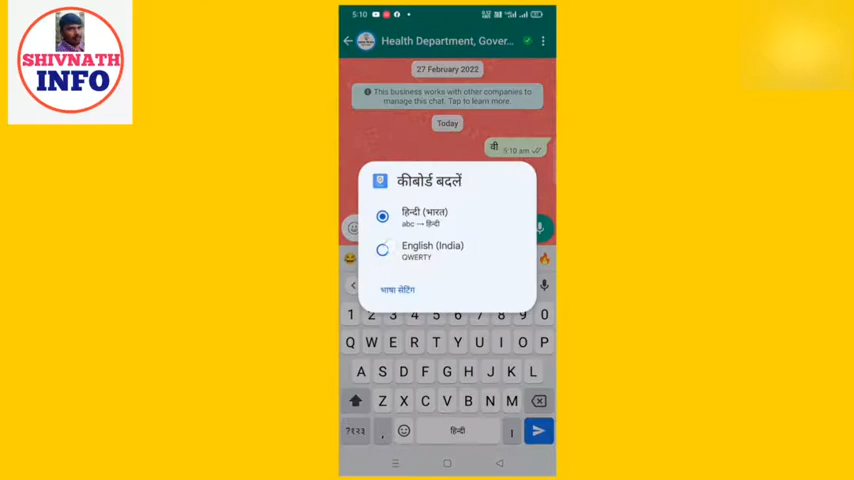 SHIVNATH
INFO
5:10
Health Department, Gover...
27 February 2022
This business works with other companies to
manage this chat. Tap to learn more.
Today
वी
5:10 am
कीबोर्ड बदलें
हिन्दी (भारत)
abc → हिन्दी
English (India)
QWERTY
भाषा सेटिंग
1 2 3 4 5 6 7 8 9 0
Q W E R T Y U I O P
A S D F G H J K L
Z X C V B N M
?१२३ , हिन्दी ।